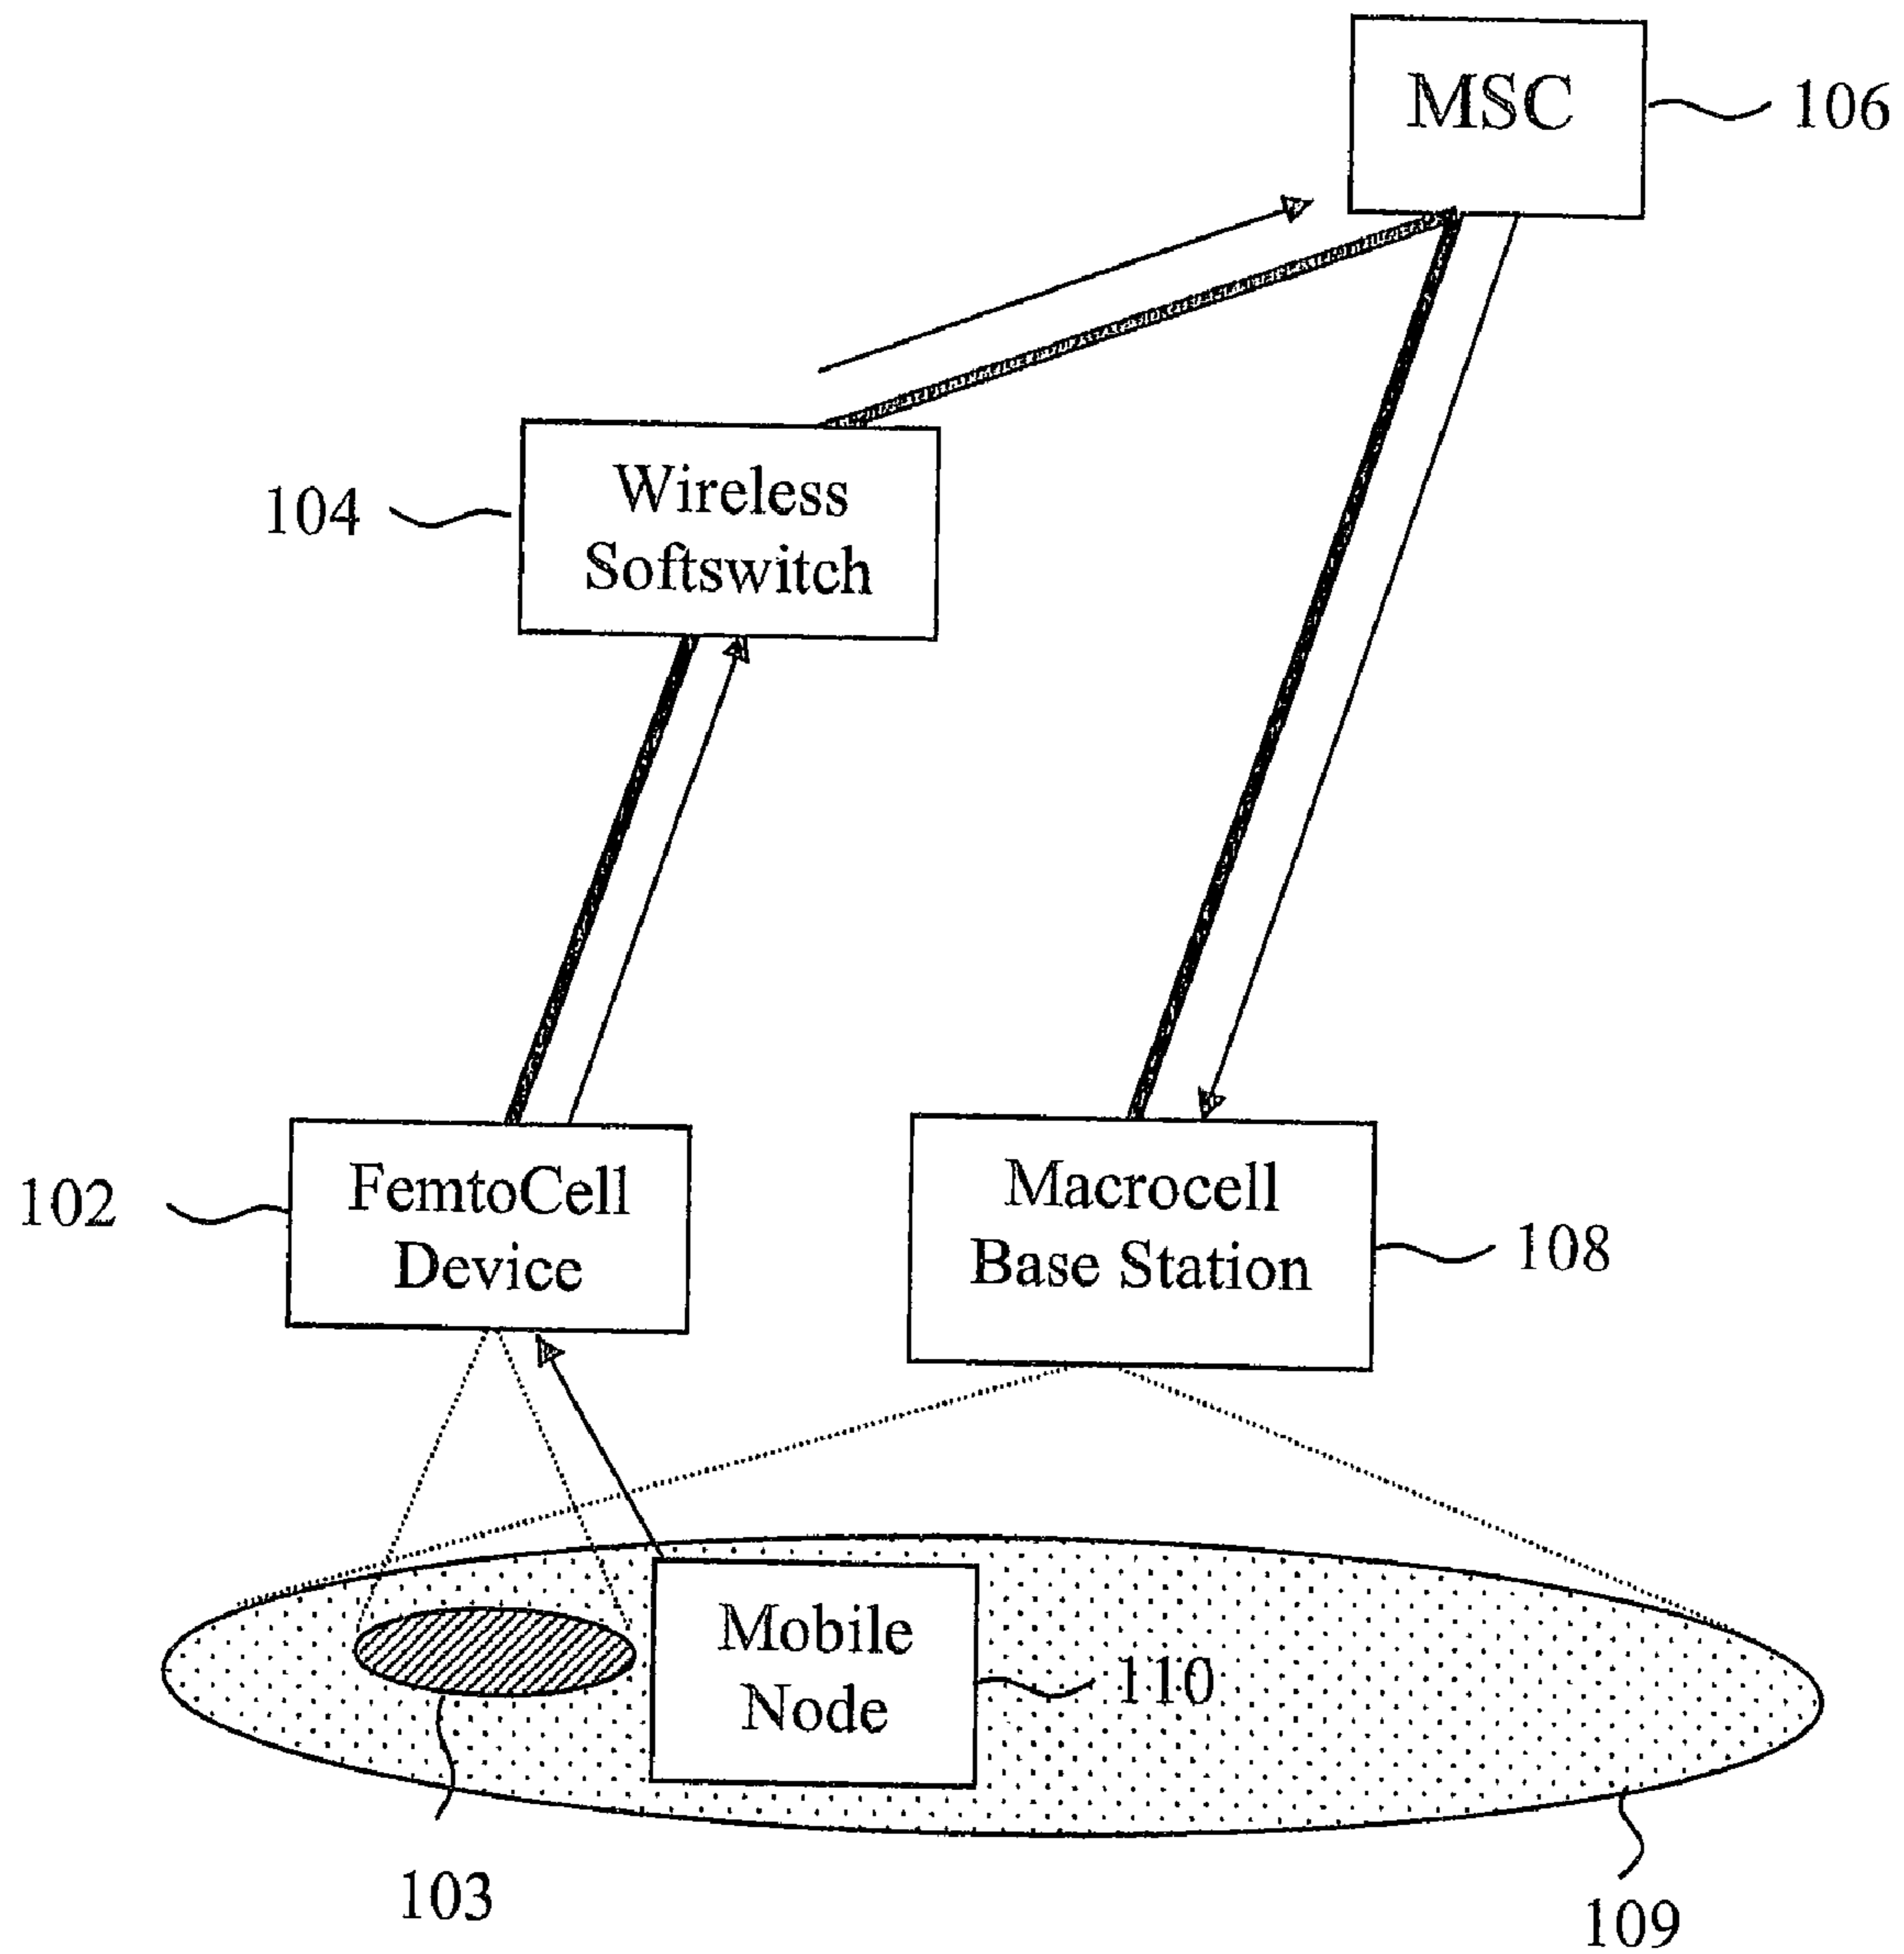 MSC
106
Wireless
Softswitch
104
FemtoCell
Device
102
Macrocell
Base Station
108
Mobile
Node
110
103
109